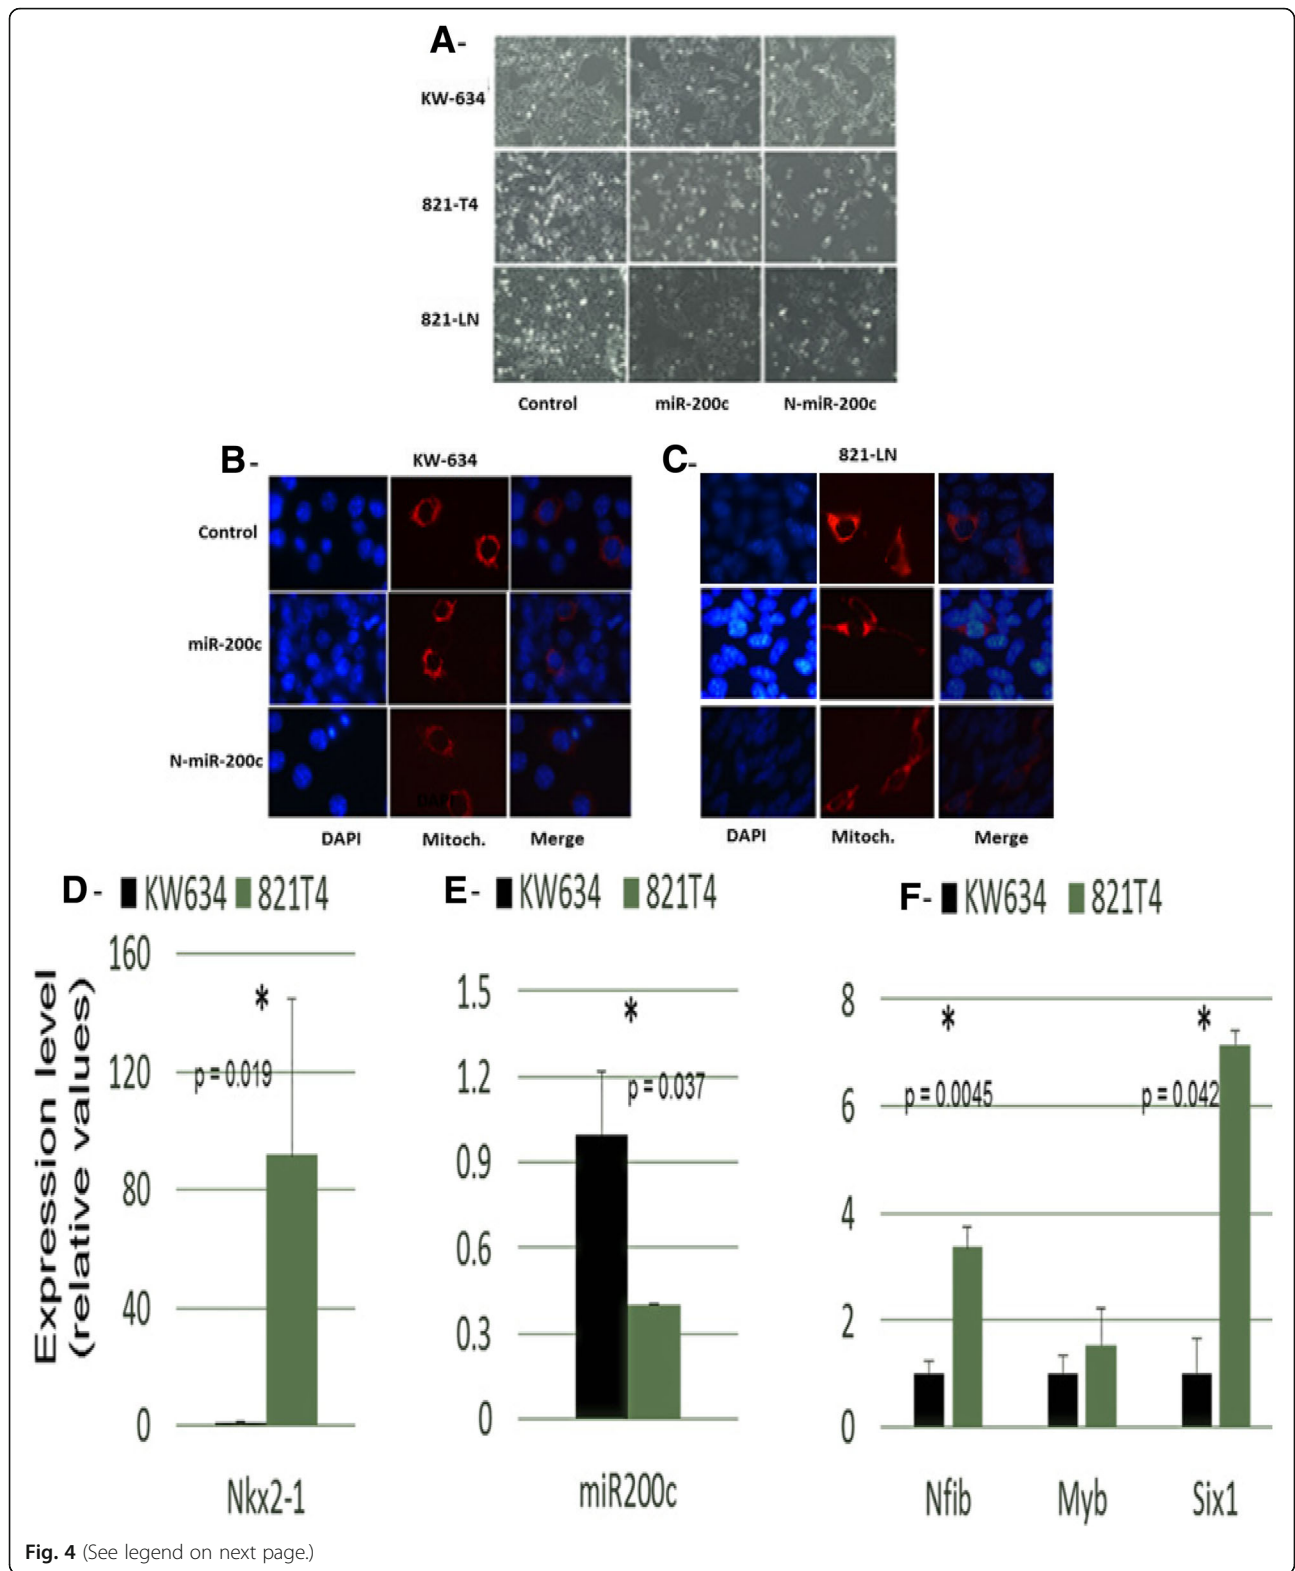 A-
KW-634
821-T4
821-LN
Control miR-200c N-miR-200c
B- KW-634
C- 821-LN
Control
miR-200c
N-miR-200c
DAPI
DAPI Mitoch. Merge
DAPI Mitoch. Merge
D- KW634 821T4
E- KW634 821T4
F- KW634 821T4
Expression level
(relative values)
160
120
80
40
0
*
p = 0.019
Nkx2-1
1.5
1.2
0.9
0.6
0.3
0
*
p = 0.037
miR200c
8
6
4
2
0
* *
p = 0.0045 p = 0.042
Nfib Myb Six1
Fig. 4 (See legend on next page.)